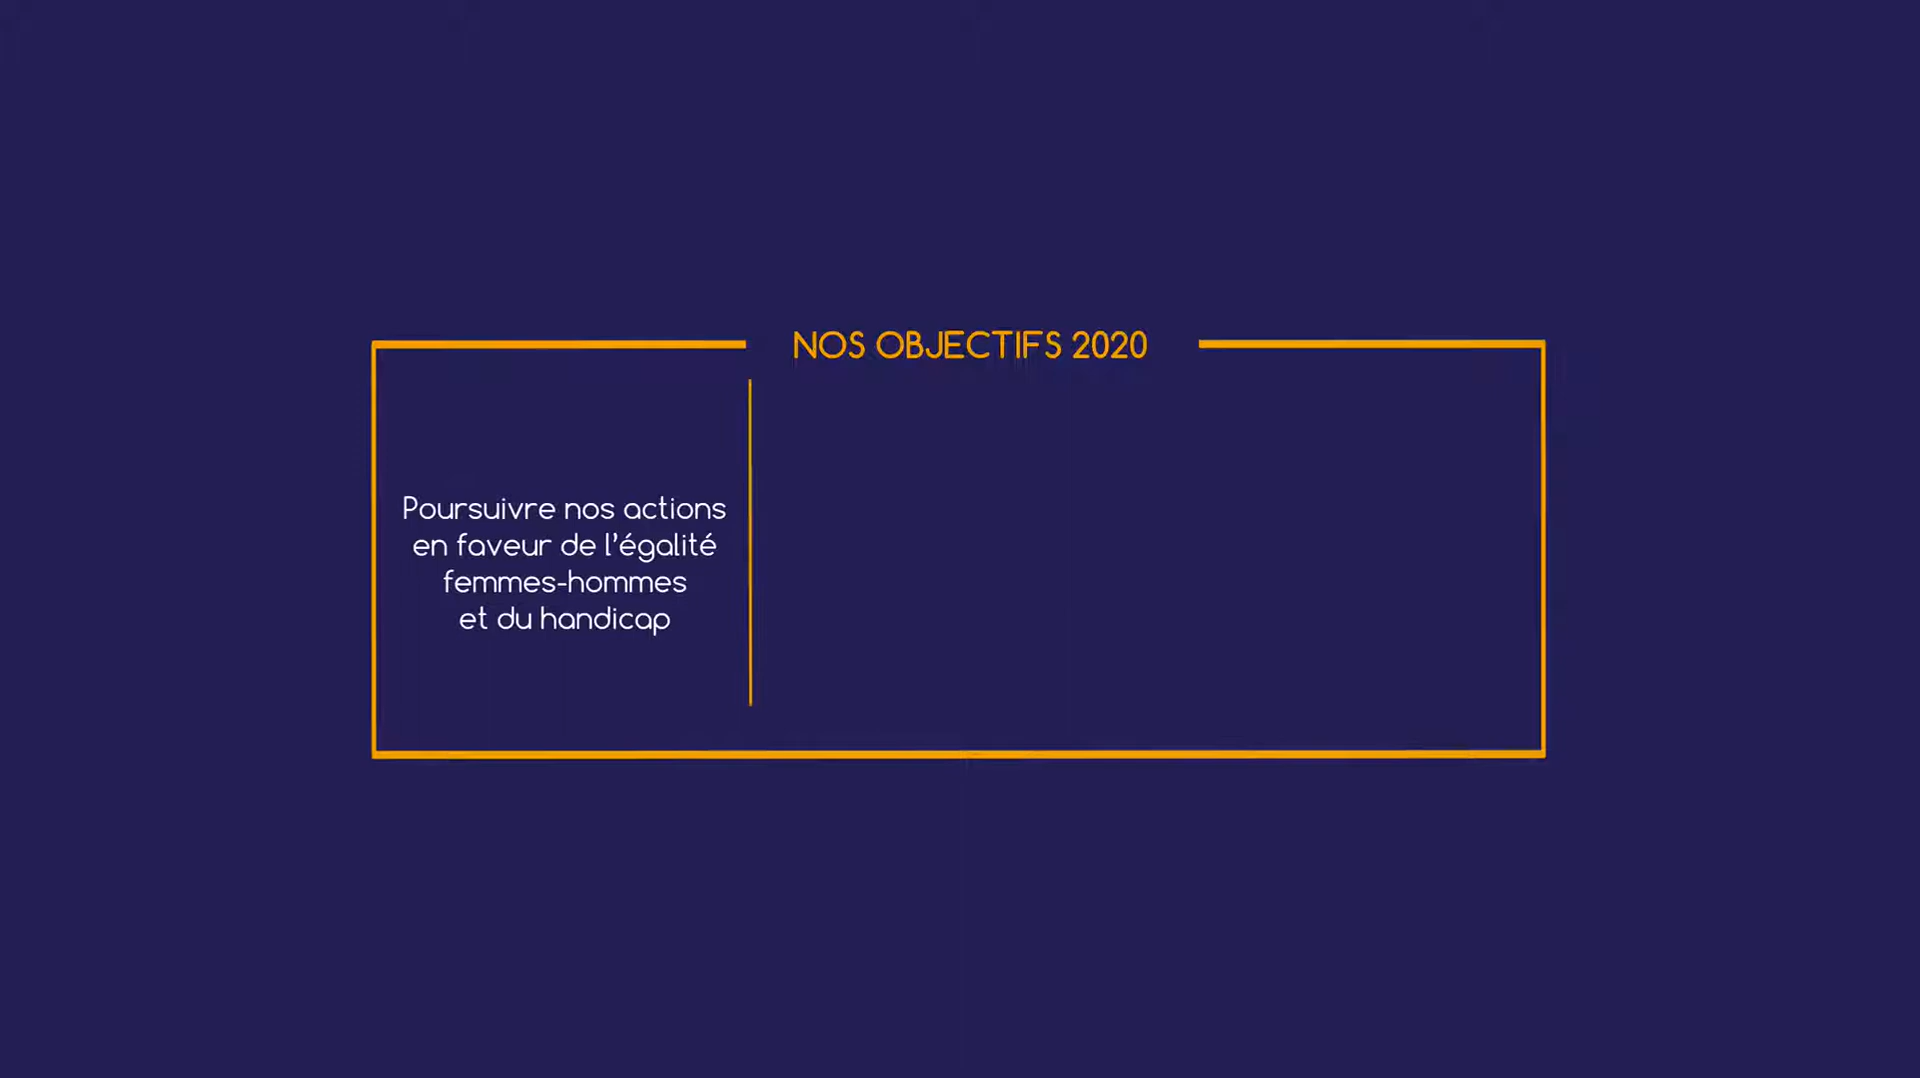 NOS OBJECTIFS 2020
Poursuivre nos actions
en faveur de l’égalité
femmes-hommes
et du handicap